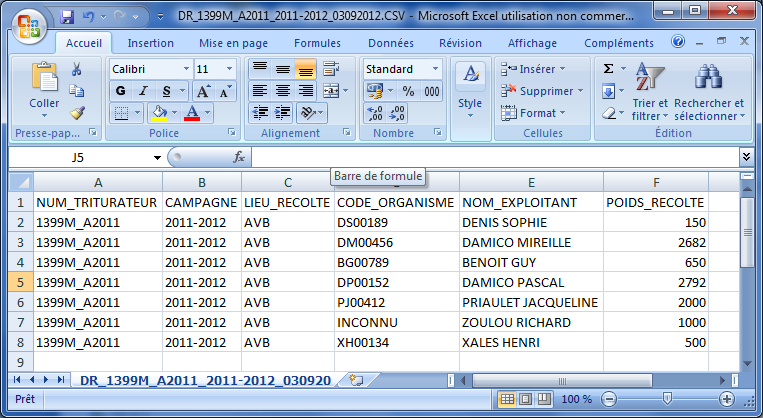 DR_1399M_A2011_2011-2012_03092012.CSV - Microsoft Excel utilisation non commer...
Accueil Insertion Mise en page Formules Données Révision Affichage Compléments
Calibri 11 Standard Insérer Σ
Coller G I S A A % 000 Style Supprimer Trier et filtrer Rechercher et sélectionner
Format
Presse-pap... Police Alignement Nombre Cellules Édition
J5 fx
Barre de formule
A B C E F
1 NUM_TRITURATEUR CAMPAGNE LIEU_RECOLTE CODE_ORGANISME NOM_EXPLOITANT POIDS_RECOLTE
2 1399M_A2011 2011-2012 AVB DS00189 DENIS SOPHIE 150
3 1399M_A2011 2011-2012 AVB DM00456 DAMICO MIREILLE 2682
4 1399M_A2011 2011-2012 AVB BG00789 BENOIT GUY 650
5 1399M_A2011 2011-2012 AVB DP00152 DAMICO PASCAL 2792
6 1399M_A2011 2011-2012 AVB PJ00412 PRIAULET JACQUELINE 2000
7 1399M_A2011 2011-2012 AVB INCONNU ZOULOU RICHARD 1000
8 1399M_A2011 2011-2012 AVB XH00134 XALES HENRI 500
9
DR_1399M_A2011_2011-2012_030920
Prêt 100 %